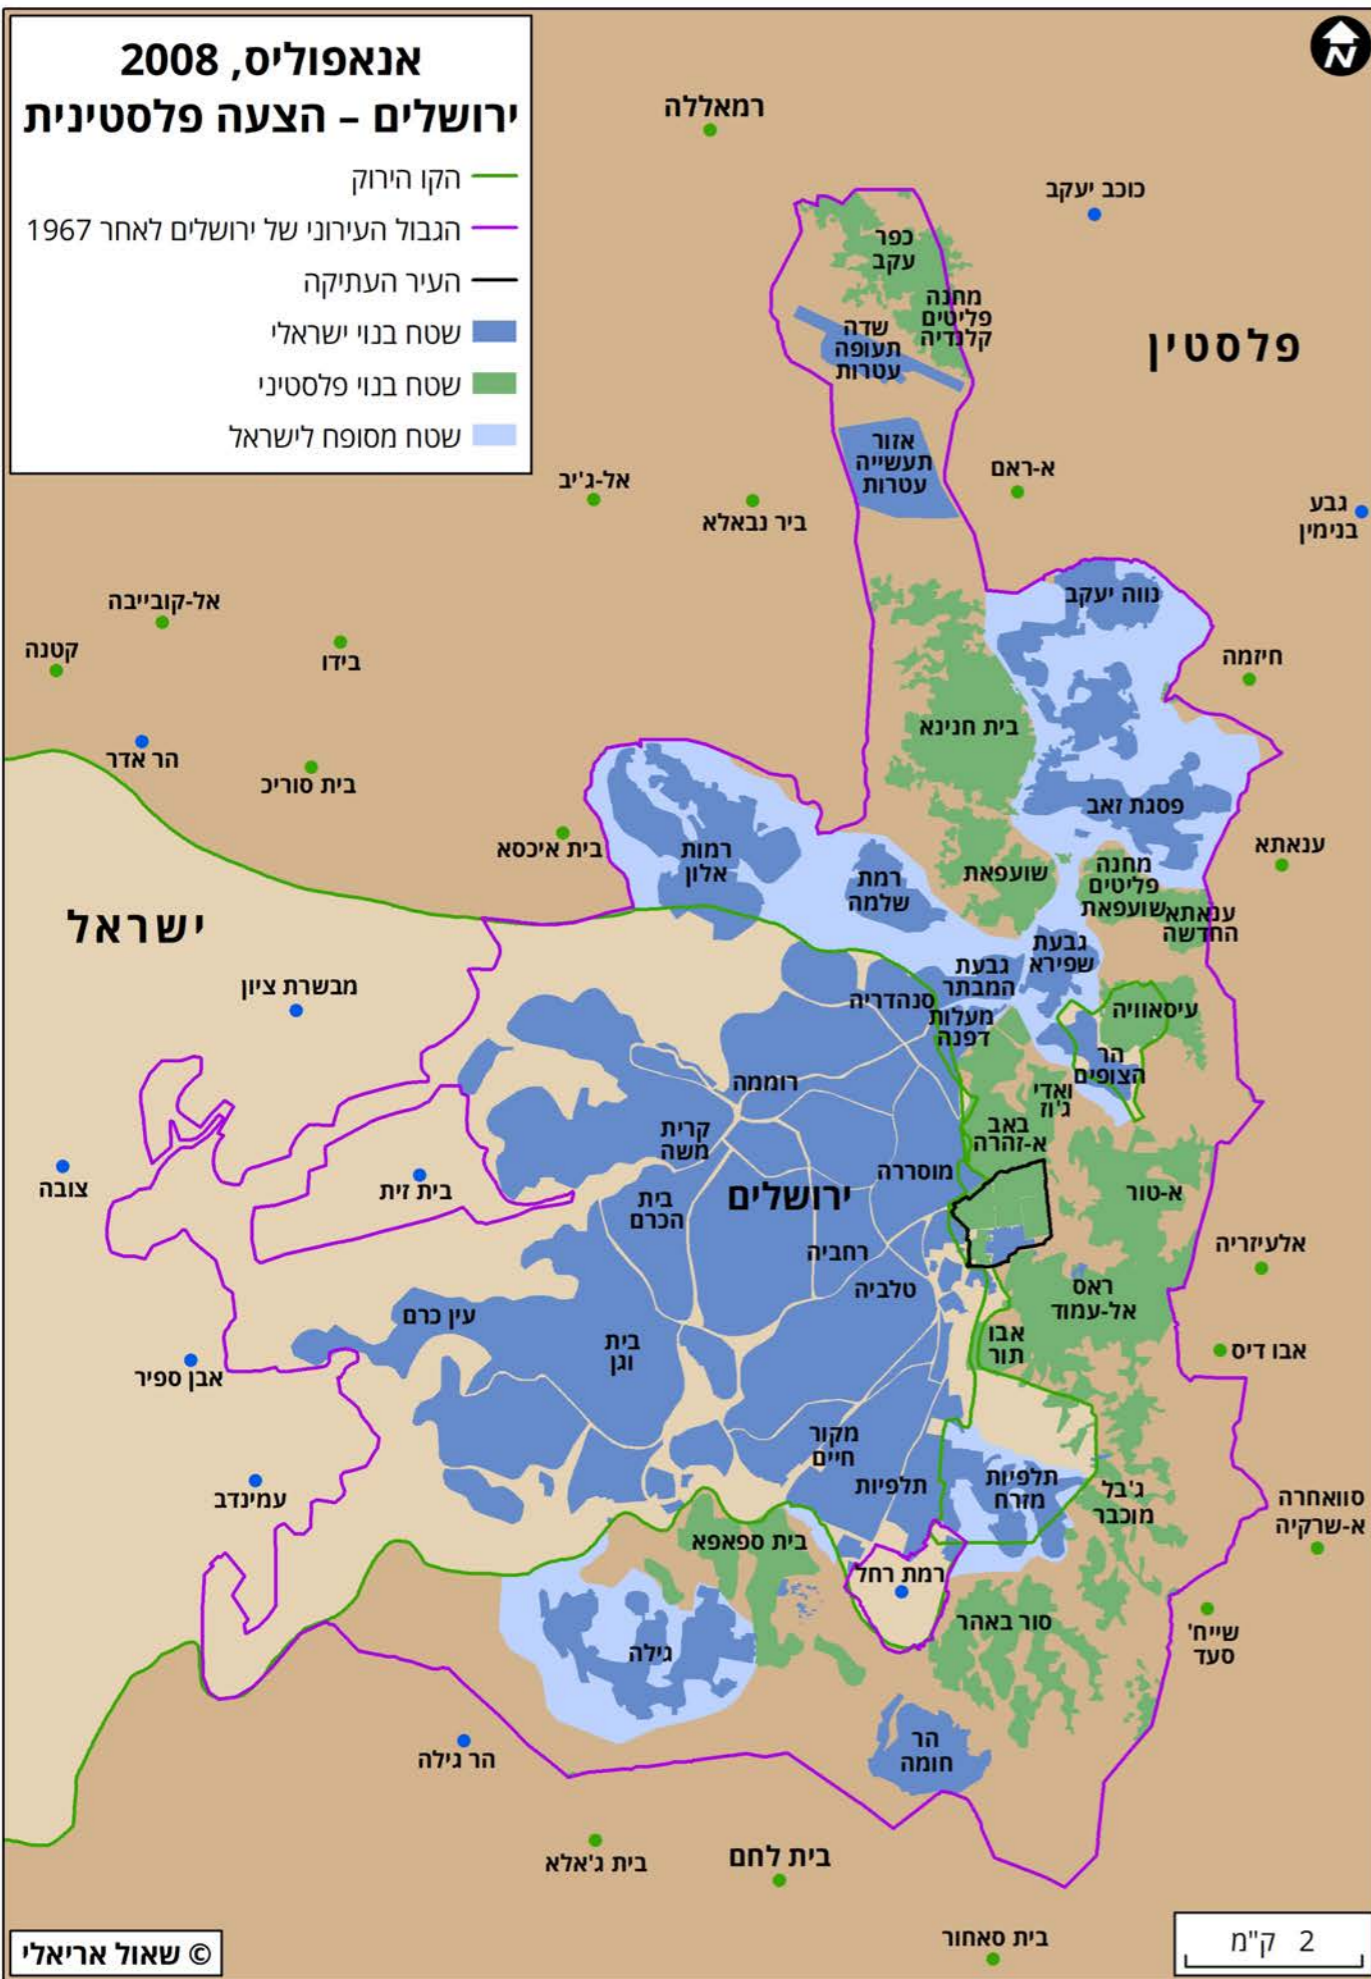 אנאפוליס, 2008
ירושלים – הצעה פלסטינית
הקו הירוק
הגבול העירוני של ירושלים לאחר 1967
העיר העתיקה
שטח בנוי ישראלי
שטח בנוי פלסטיני
שטח מסופח לישראל
N
רמאללה
כוכב יעקב
כפר
עקב
מחנה
פליטים
קלנדיה
שדה
תעופה
עטרות
פלסטין
אזור
תעשייה
עטרות
א-ראם
אל-ג'יב
ביר נבאלא
גבע
בנימין
נווה יעקב
אל-קובייבה
קטנה
בידו
חיזמה
בית חנינא
הר אדר
בית סוריכ
פסגת זאב
בית איכסא
רמות
אלון
רמת
שלמה
שועפאת
מחנה
פליטים
שועפאת
ענאתא
ענאתא
החדשה
ישראל
גבעת
שפירא
גבעת
המבתר
מבשרת ציון
סנהדריה
מעלות
דפנה
עיסאוויה
הר
הצופים
רוממה
ואדי
ג'וז
באב
א-זהרה
קרית
משה
מוסררה
צובה
בית זית
בית
הכרם
ירושלים
א-טור
רחביה
אלעיזריה
טלביה
ראס
אל-עמוד
עין כרם
בית
וגן
אבו
תור
אבו דיס
אבן ספיר
מקור
חיים
תלפיות
תלפיות
מזרח
ג'בל
מוכבר
עמינדב
סוואחרה
א-שרקיה
בית ספאפא
רמת רחל
סור באהר
שייח'
סעד
גילה
הר
חומה
הר גילה
בית ג'אלא
בית לחם
בית סאחור
© שאול אריאלי
2 ק"מ